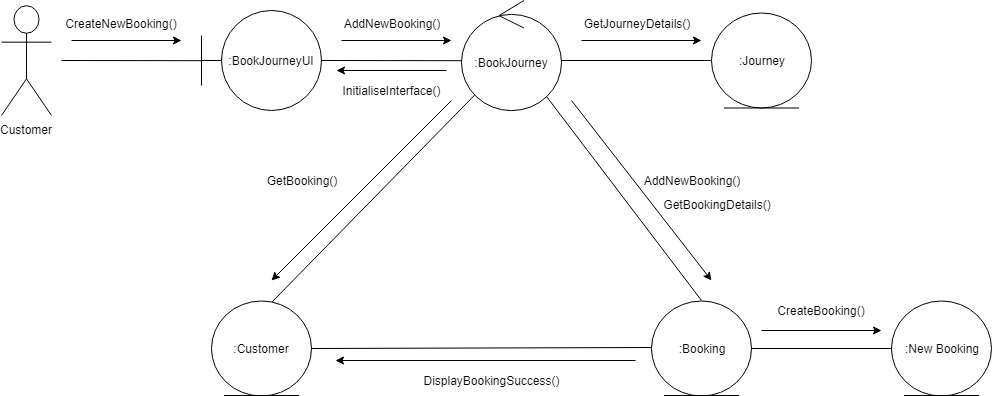 CreateNewBooking()
AddNewBooking()
GetJourneyDetails()
:BookJourneyUI
:BookJourney
:Journey
InitialiseInterface()
Customer
GetBooking()
AddNewBooking()
GetBookingDetails()
CreateBooking()
:Customer
:Booking
:New Booking
DisplayBookingSuccess()